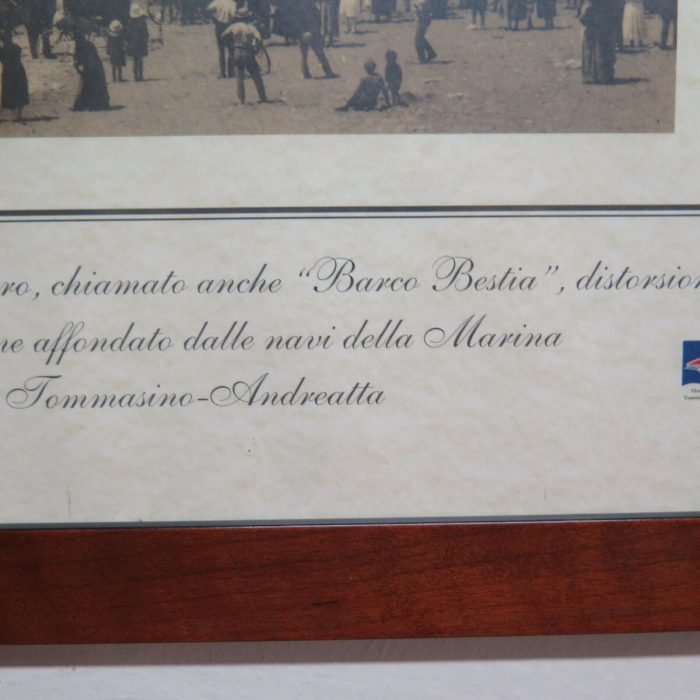 ro, chiamato anche “Barco Bestia”, distorsion
ne affondato dalle navi della Marina
Tommasino-Andreatta